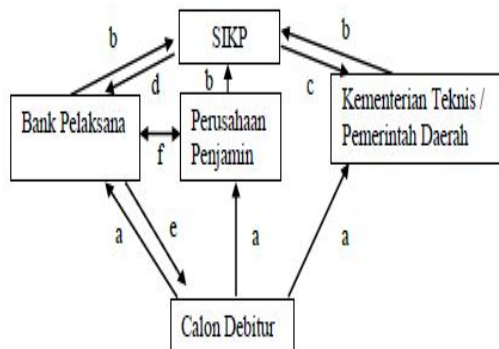 b
SIKP
b
d
b
c
Bank Pelaksana
f
Perusahaan
Penjamin
Kementerian Teknis /
Pemerintah Daerah
a
e
a
a
Calon Debitur